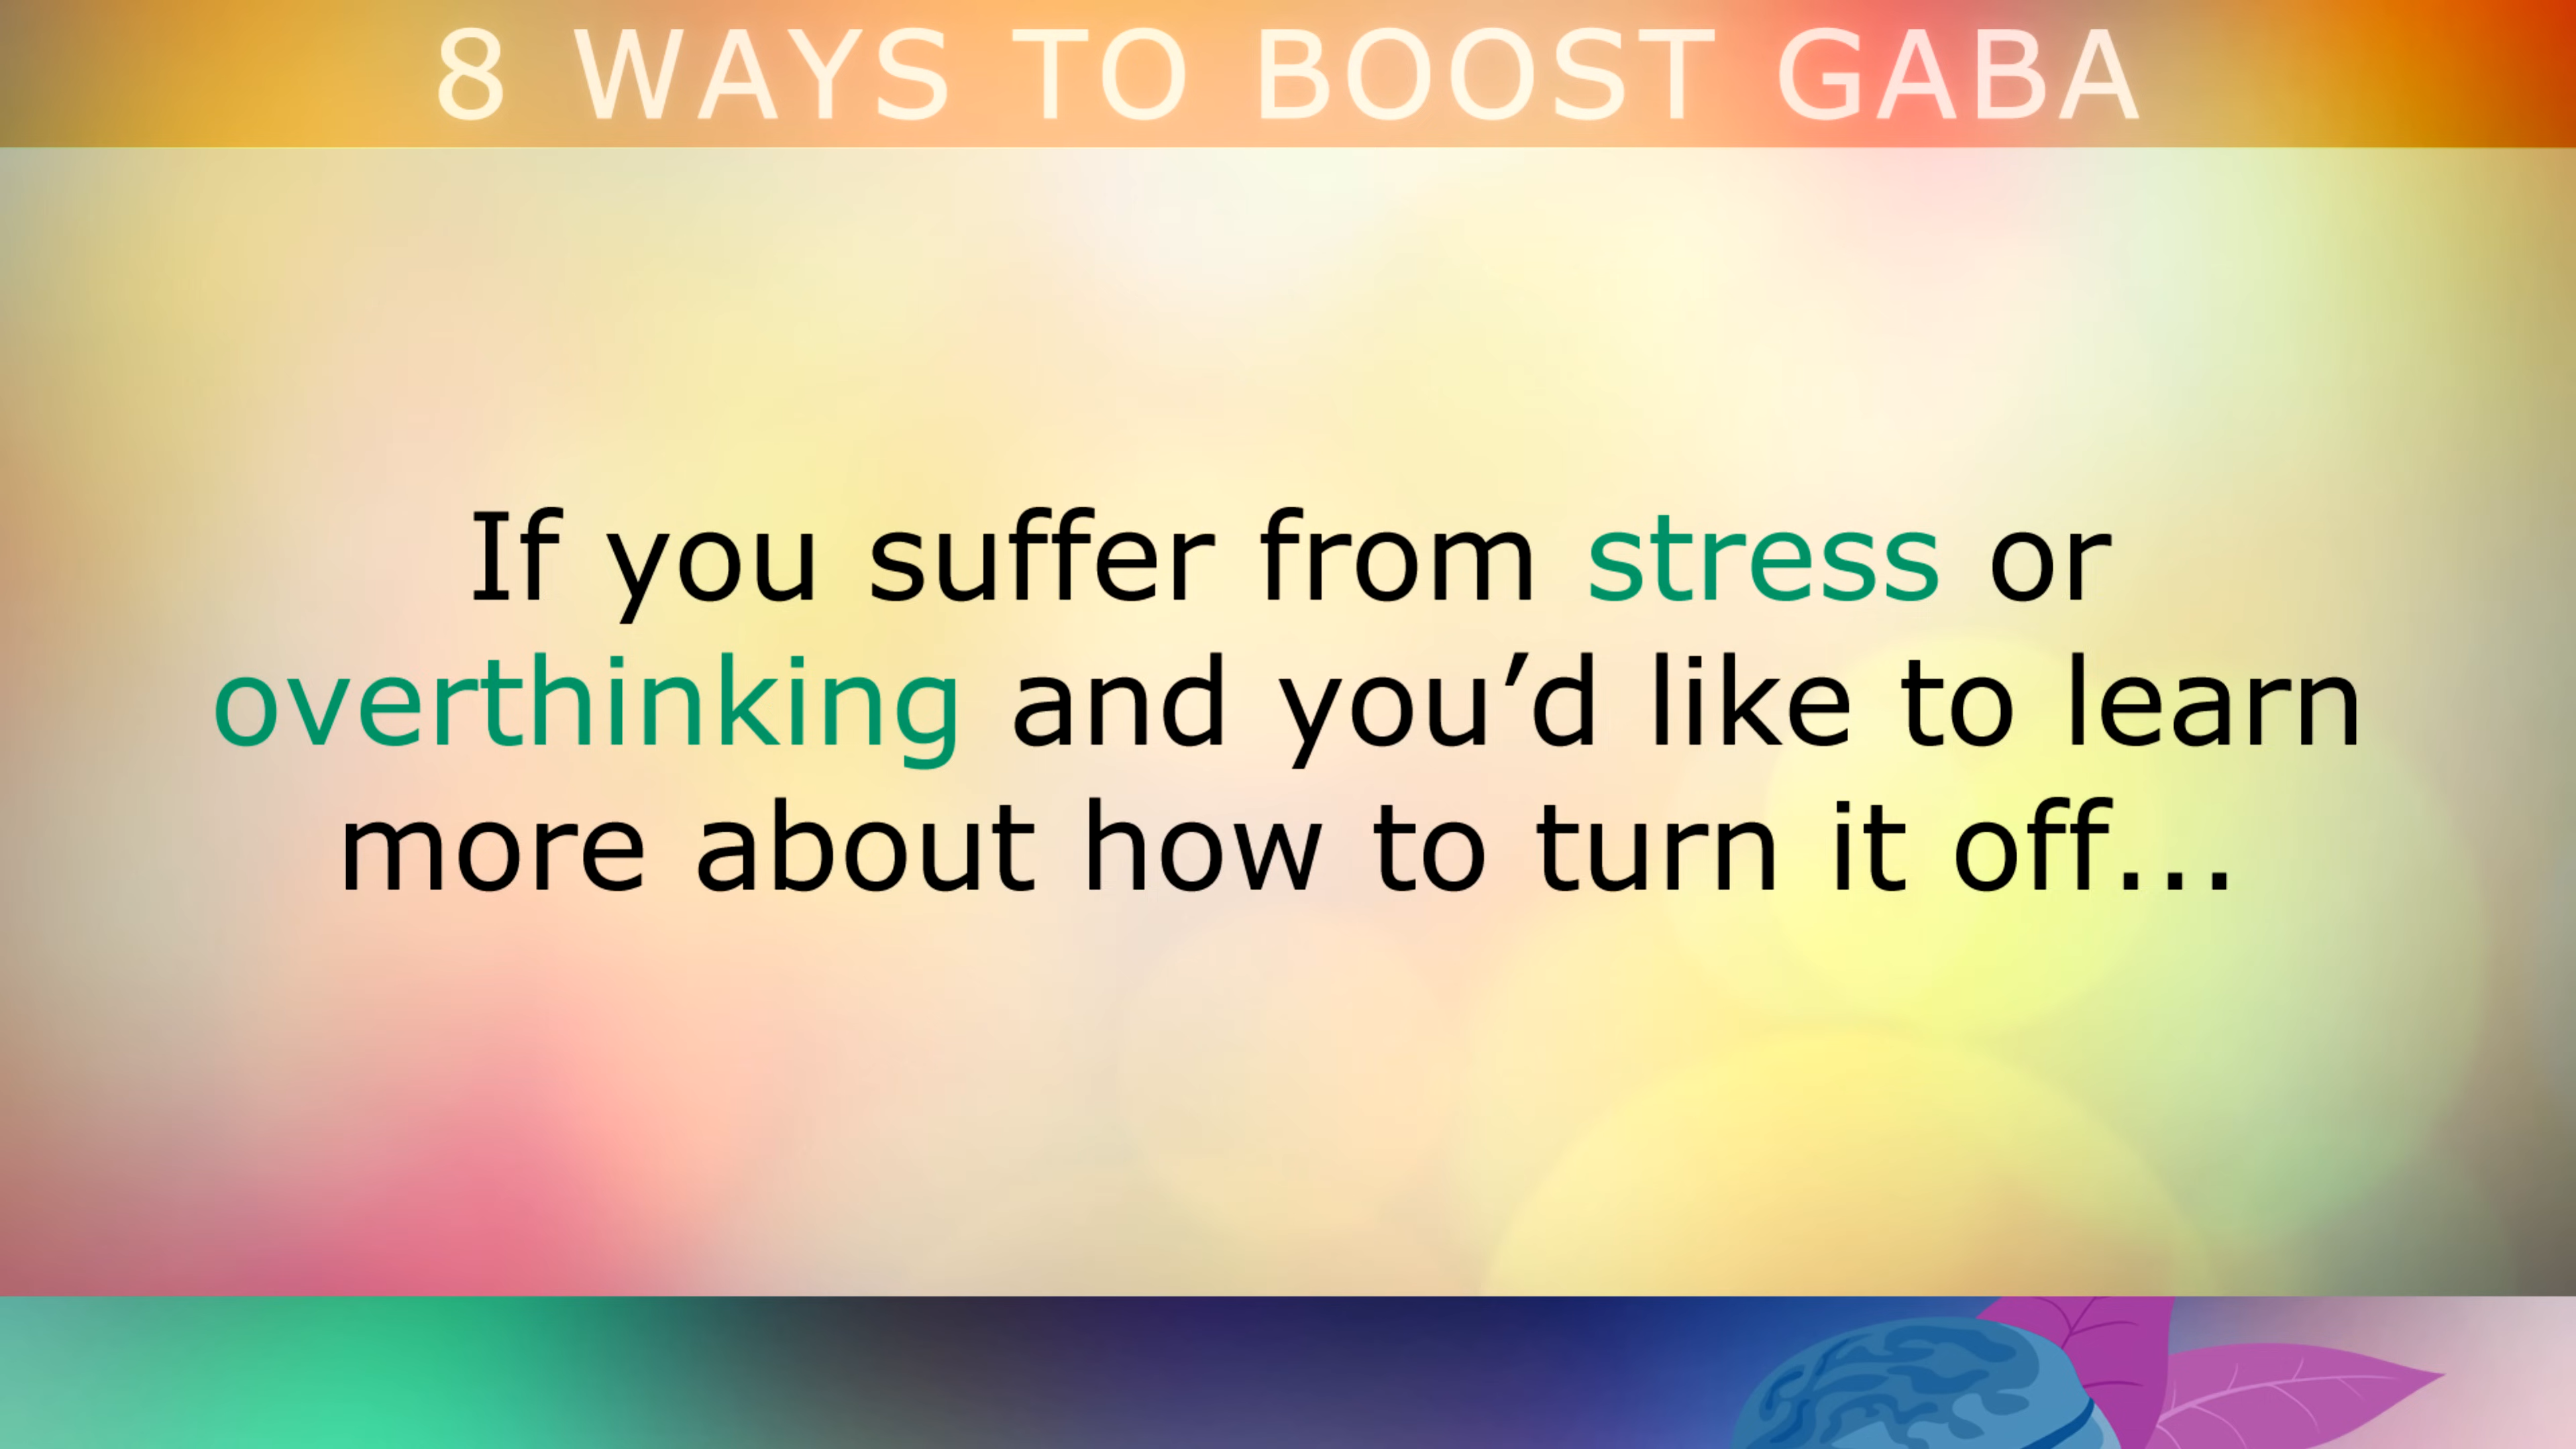 8 WAYS TO BOOST GABA
If you suffer from stress or
overthinking and you’d like to learn
more about how to turn it off...